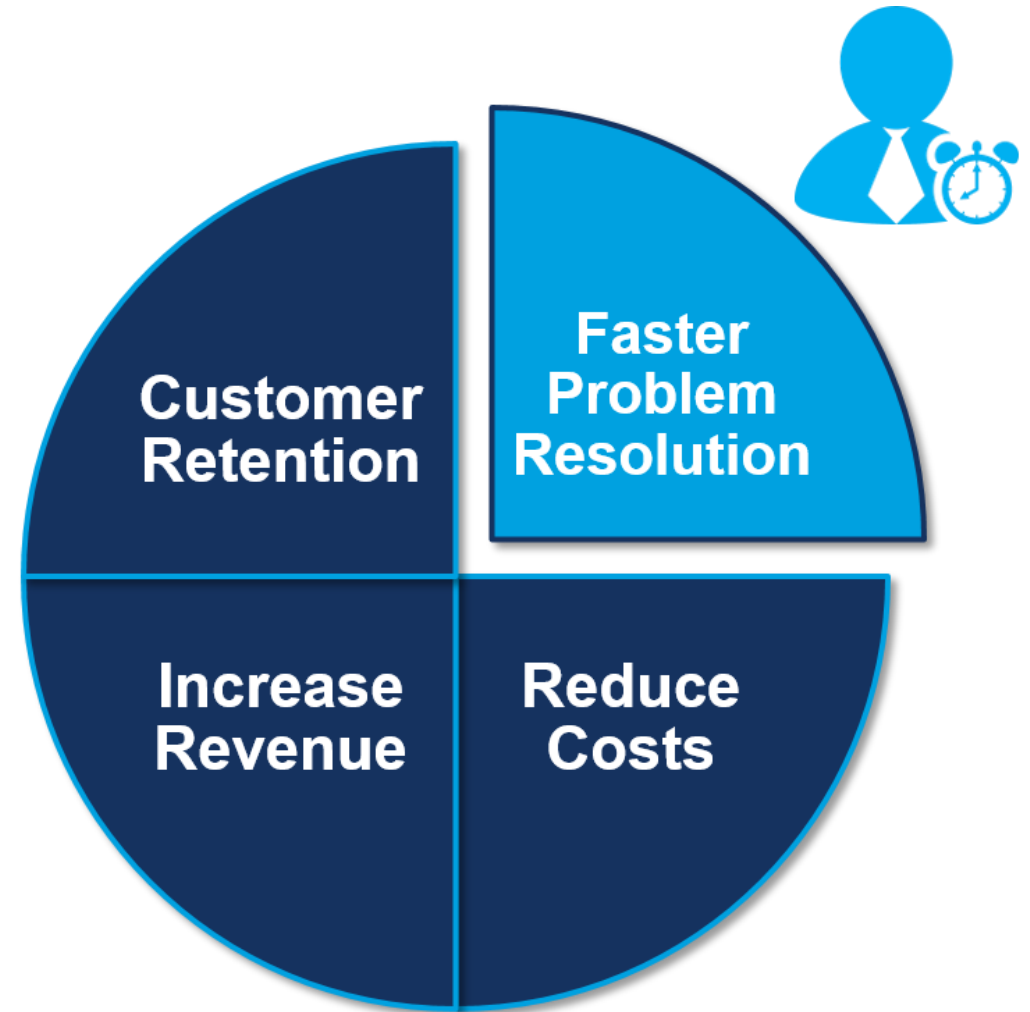 Faster
Problem
Resolution
Customer
Retention
Increase
Revenue
Reduce
Costs